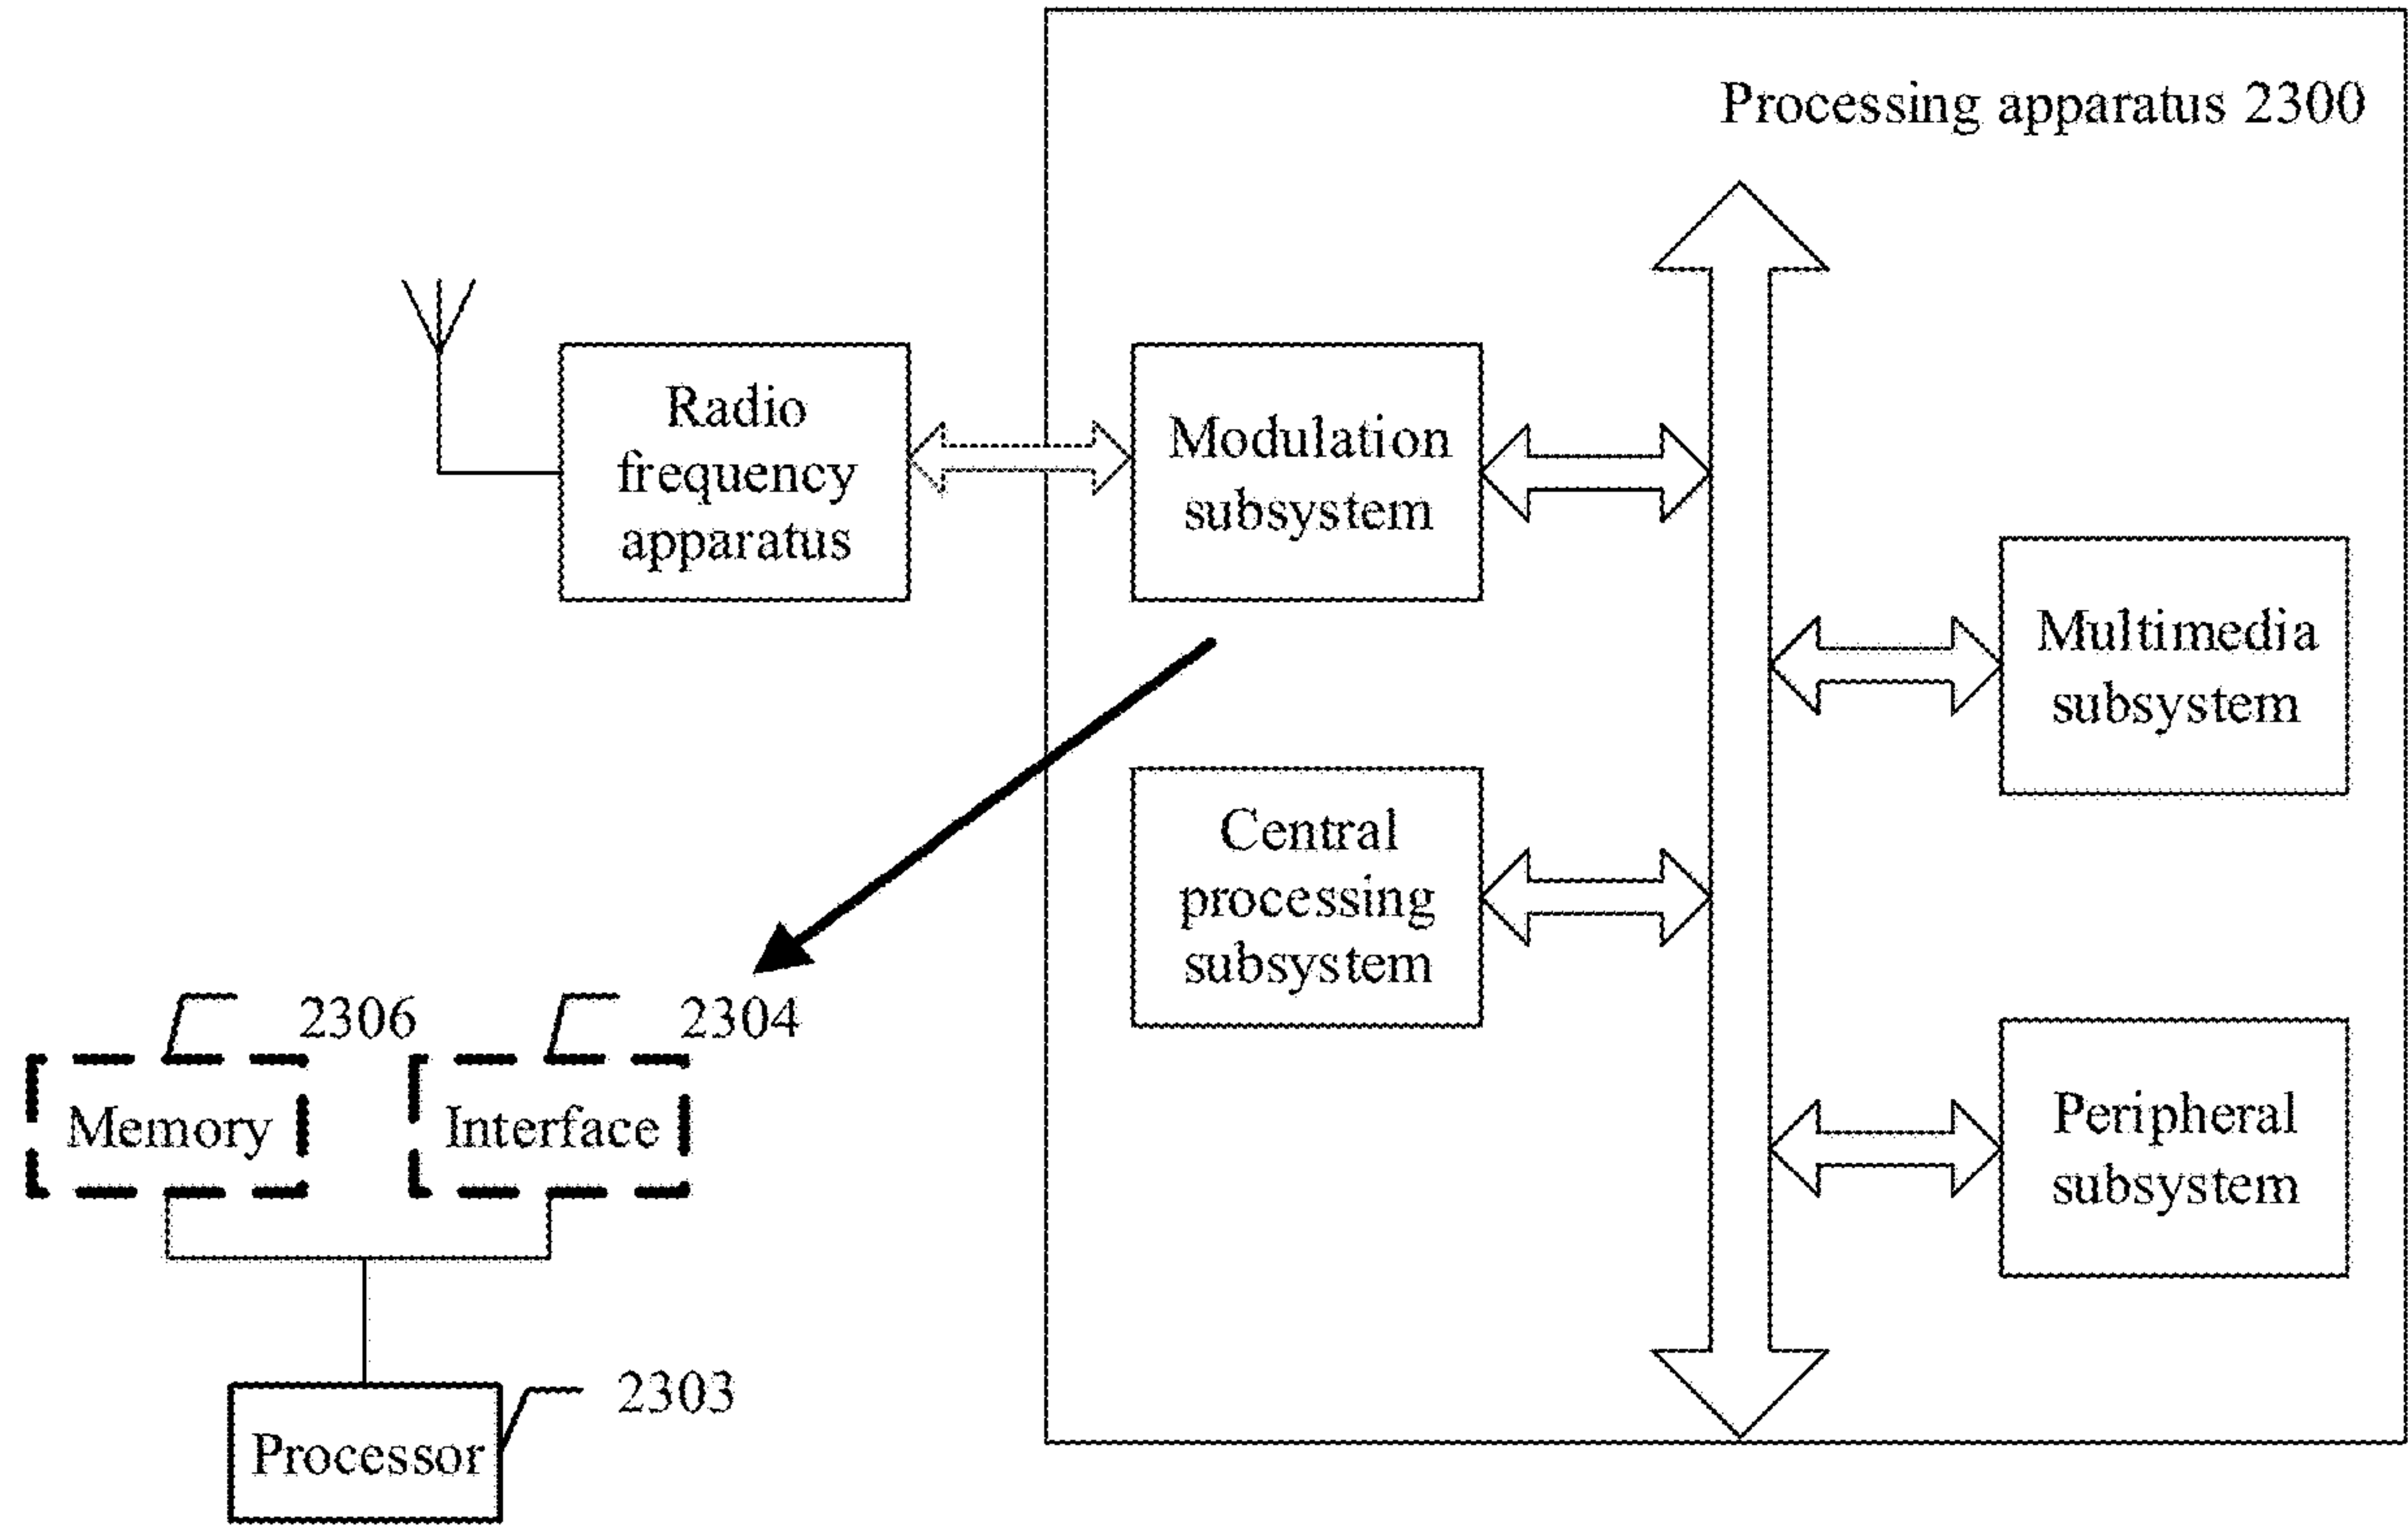 Processing apparatus 2300
Radio
frequency
apparatus
Modulation
subsystem
Multimedia
subsystem
Central
processing
subsystem
Peripheral
subsystem
2306
2304
Memory
Interface
2303
Processor